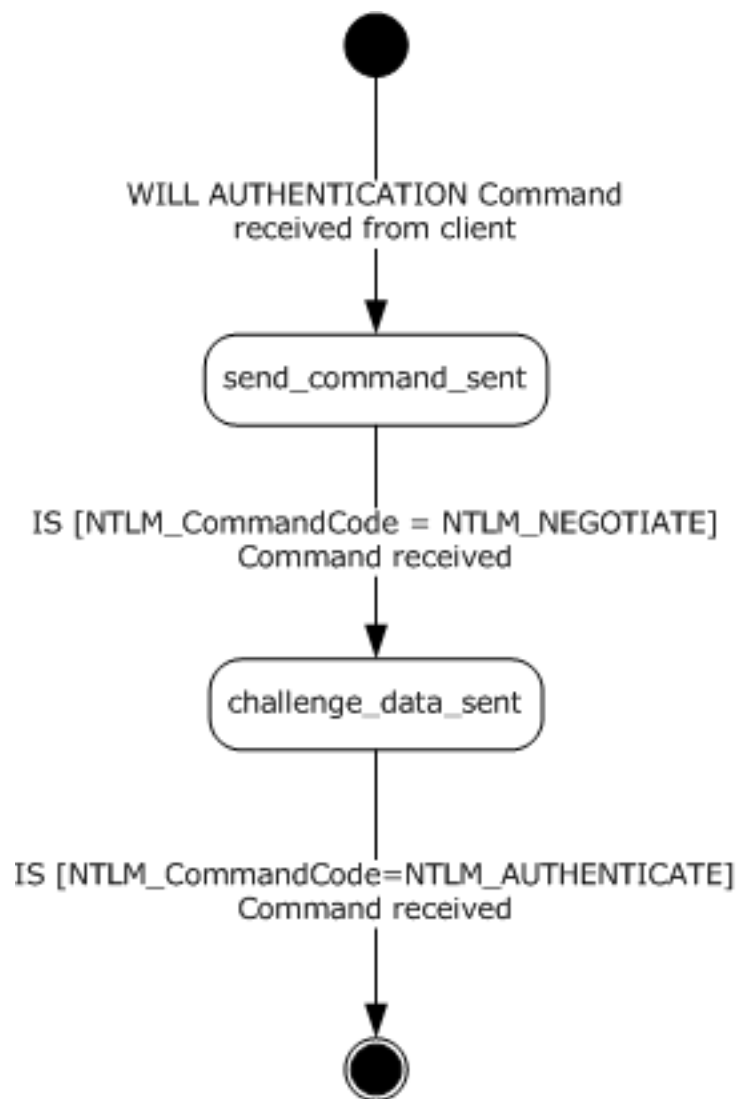 WILL AUTHENTICATION Command
received from client
send_command_sent
IS [NTLM_CommandCode = NTLM_NEGOTIATE]
Command received
challenge_data_sent
IS [NTLM_CommandCode=NTLM_AUTHENTICATE]
Command received